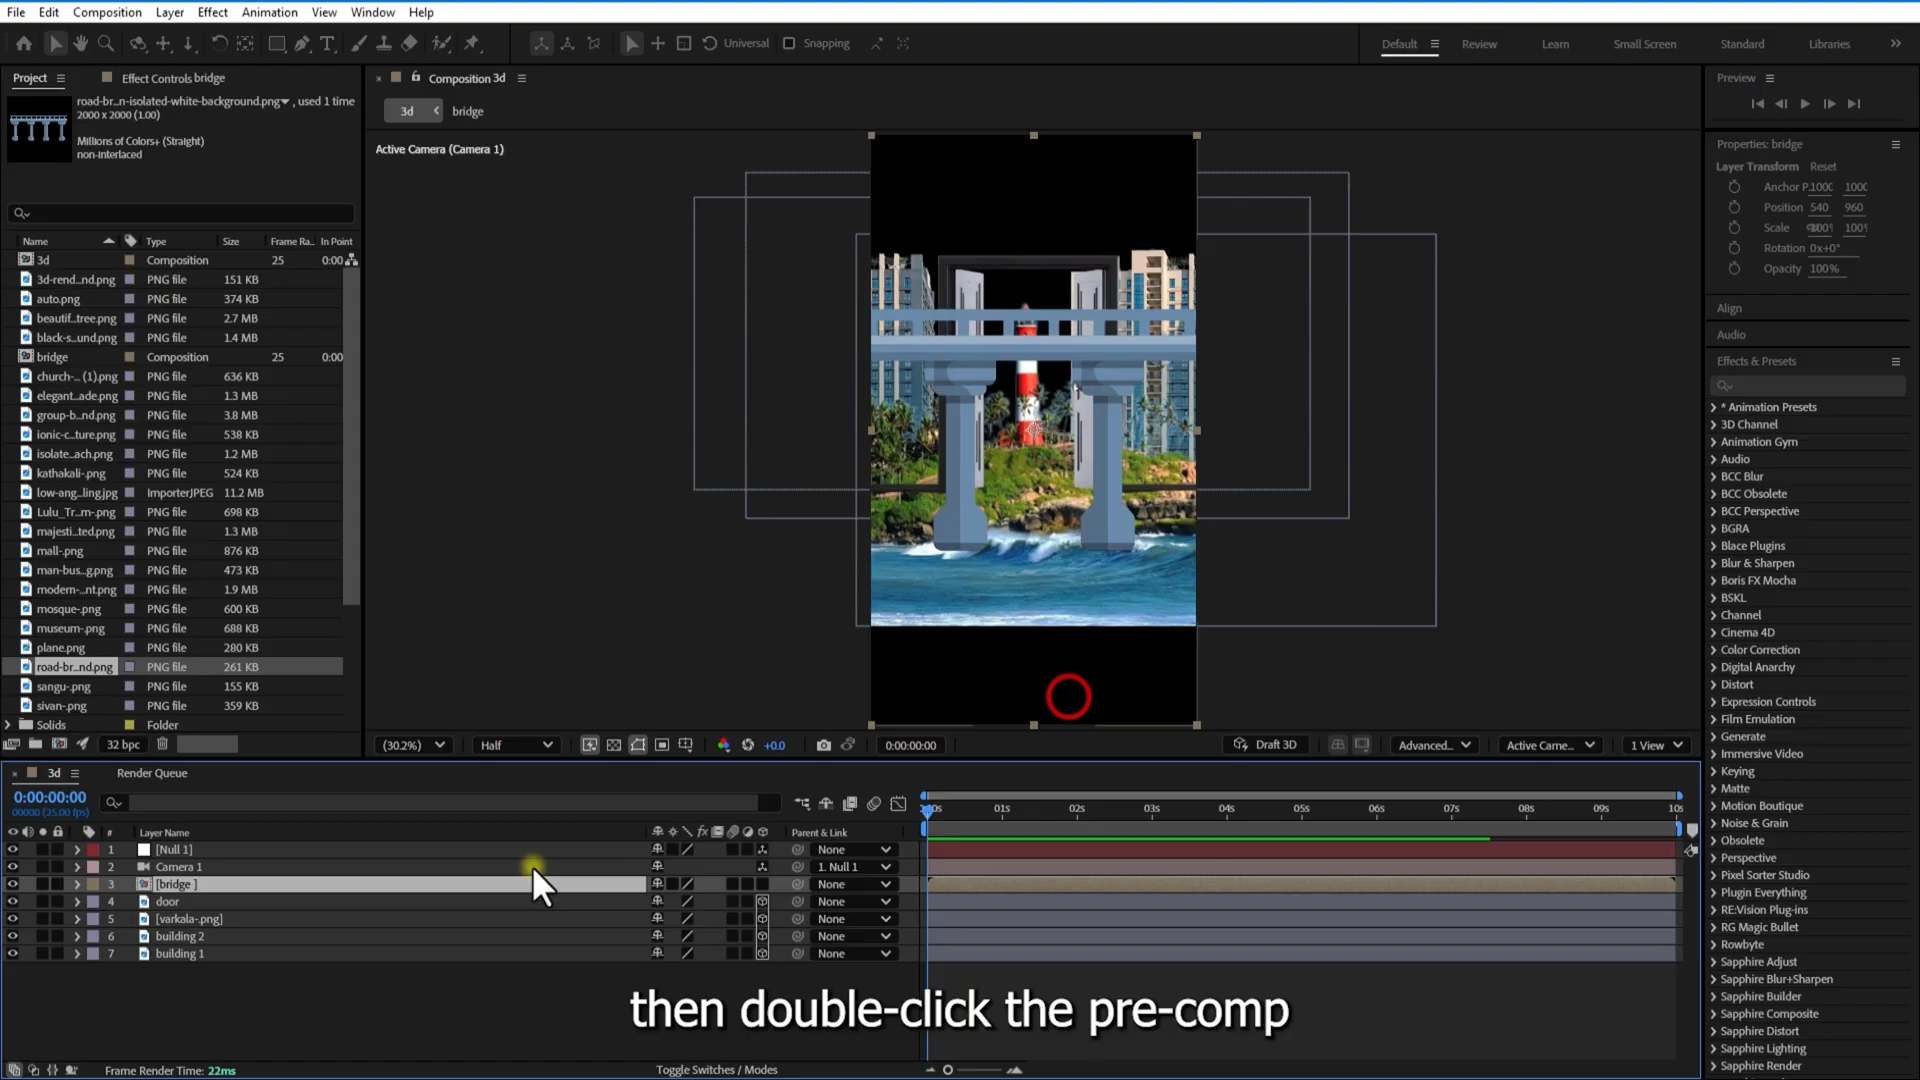 File Edit Composition Layer Effect Animation View Window Help
Universal Snapping Default Review Learn Small Screen Standard Libraries
Project Effect Controls bridge
road-br...n-isolated-white-background.png , used 1 time
2000 x 2000 (1.00)
Millions of Colors+ (Straight)
non-interlaced
Name Type Size Frame Ra... In Point
3d Composition 25 0:00
3d-rend...nd.png PNG file 151 KB
auto.png PNG file 374 KB
beautif...tree.png PNG file 2.7 MB
black-s...und.png PNG file 1.4 MB
bridge Composition 25 0:00
church-... (1).png PNG file 636 KB
elegant...ade.png PNG file 1.3 MB
group-b...nd.png PNG file 3.8 MB
ionic-c...ture.png PNG file 538 KB
isolate...ach.png PNG file 1.2 MB
kathakali-.png PNG file 524 KB
low-ang...ling.jpg ImporterJPEG 11.2 MB
Lulu_Tr...m-.png PNG file 698 KB
majesti...ted.png PNG file 1.3 MB
mall-.png PNG file 876 KB
man-bus...g.png PNG file 473 KB
modern-...nt.png PNG file 1.9 MB
mosque-.png PNG file 600 KB
museum-.png PNG file 688 KB
plane.png PNG file 280 KB
road-br...nd.png PNG file 261 KB
sangu-.png PNG file 155 KB
sivan-.png PNG file 359 KB
Solids Folder
32 bpc
Composition 3d
3d bridge
Active Camera (Camera 1)
(30.2%) Half +0.0 0:00:00:00 Draft 3D Advanced... Active Came... 1 View
Preview
Properties: bridge
Layer Transform Reset
Anchor P. 1000 1000
Position 540 960
Scale 100% 100%
Rotation 0x+0°
Opacity 100%
Align
Audio
Effects & Presets
* Animation Presets
3D Channel
Animation Gym
Audio
BCC Blur
BCC Obsolete
BCC Perspective
BGRA
Blace Plugins
Blur & Sharpen
Boris FX Mocha
BSKL
Channel
Cinema 4D
Color Correction
Digital Anarchy
Distort
Expression Controls
Film Emulation
Generate
Immersive Video
Keying
Matte
Motion Boutique
Noise & Grain
Obsolete
Perspective
Pixel Sorter Studio
Plugin Everything
RE:Vision Plug-ins
RG Magic Bullet
Rowbyte
Sapphire Adjust
Sapphire Blur+Sharpen
Sapphire Builder
Sapphire Composite
Sapphire Distort
Sapphire Lighting
Sapphire Render
3d Render Queue
0:00:00:00
00000 (25.00 fps)
:00s 01s 02s 03s 04s 05s 06s 07s 08s 09s 10s
# Layer Name Parent & Link
1 [Null 1] None
2 Camera 1 1. Null 1
3 [bridge ] None
4 door None
5 [varkala-.png] None
6 building 2 None
7 building 1 None
then double-click the pre-comp
Frame Render Time: 22ms Toggle Switches / Modes